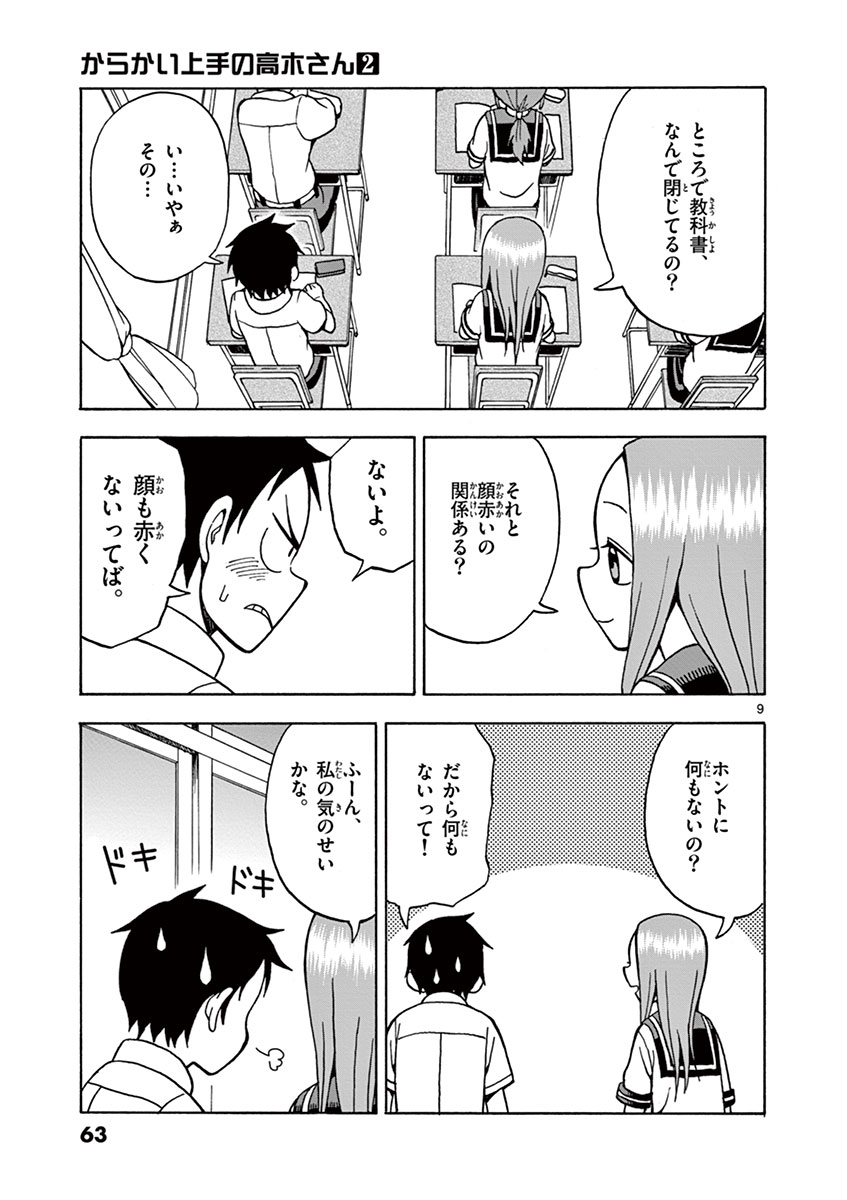 からかい上手の高木さん2
ところで教科書、
なんで閉じてるの?
い…いやぁ
その…
それと
顔赤いの
関係ある?
ないよ。
顔も赤く
ないってば。
9
ホントに
何もないの?
だから何も
ないって!
ふーん、
私の気のせい
かな。
ドキ
ドキ
63